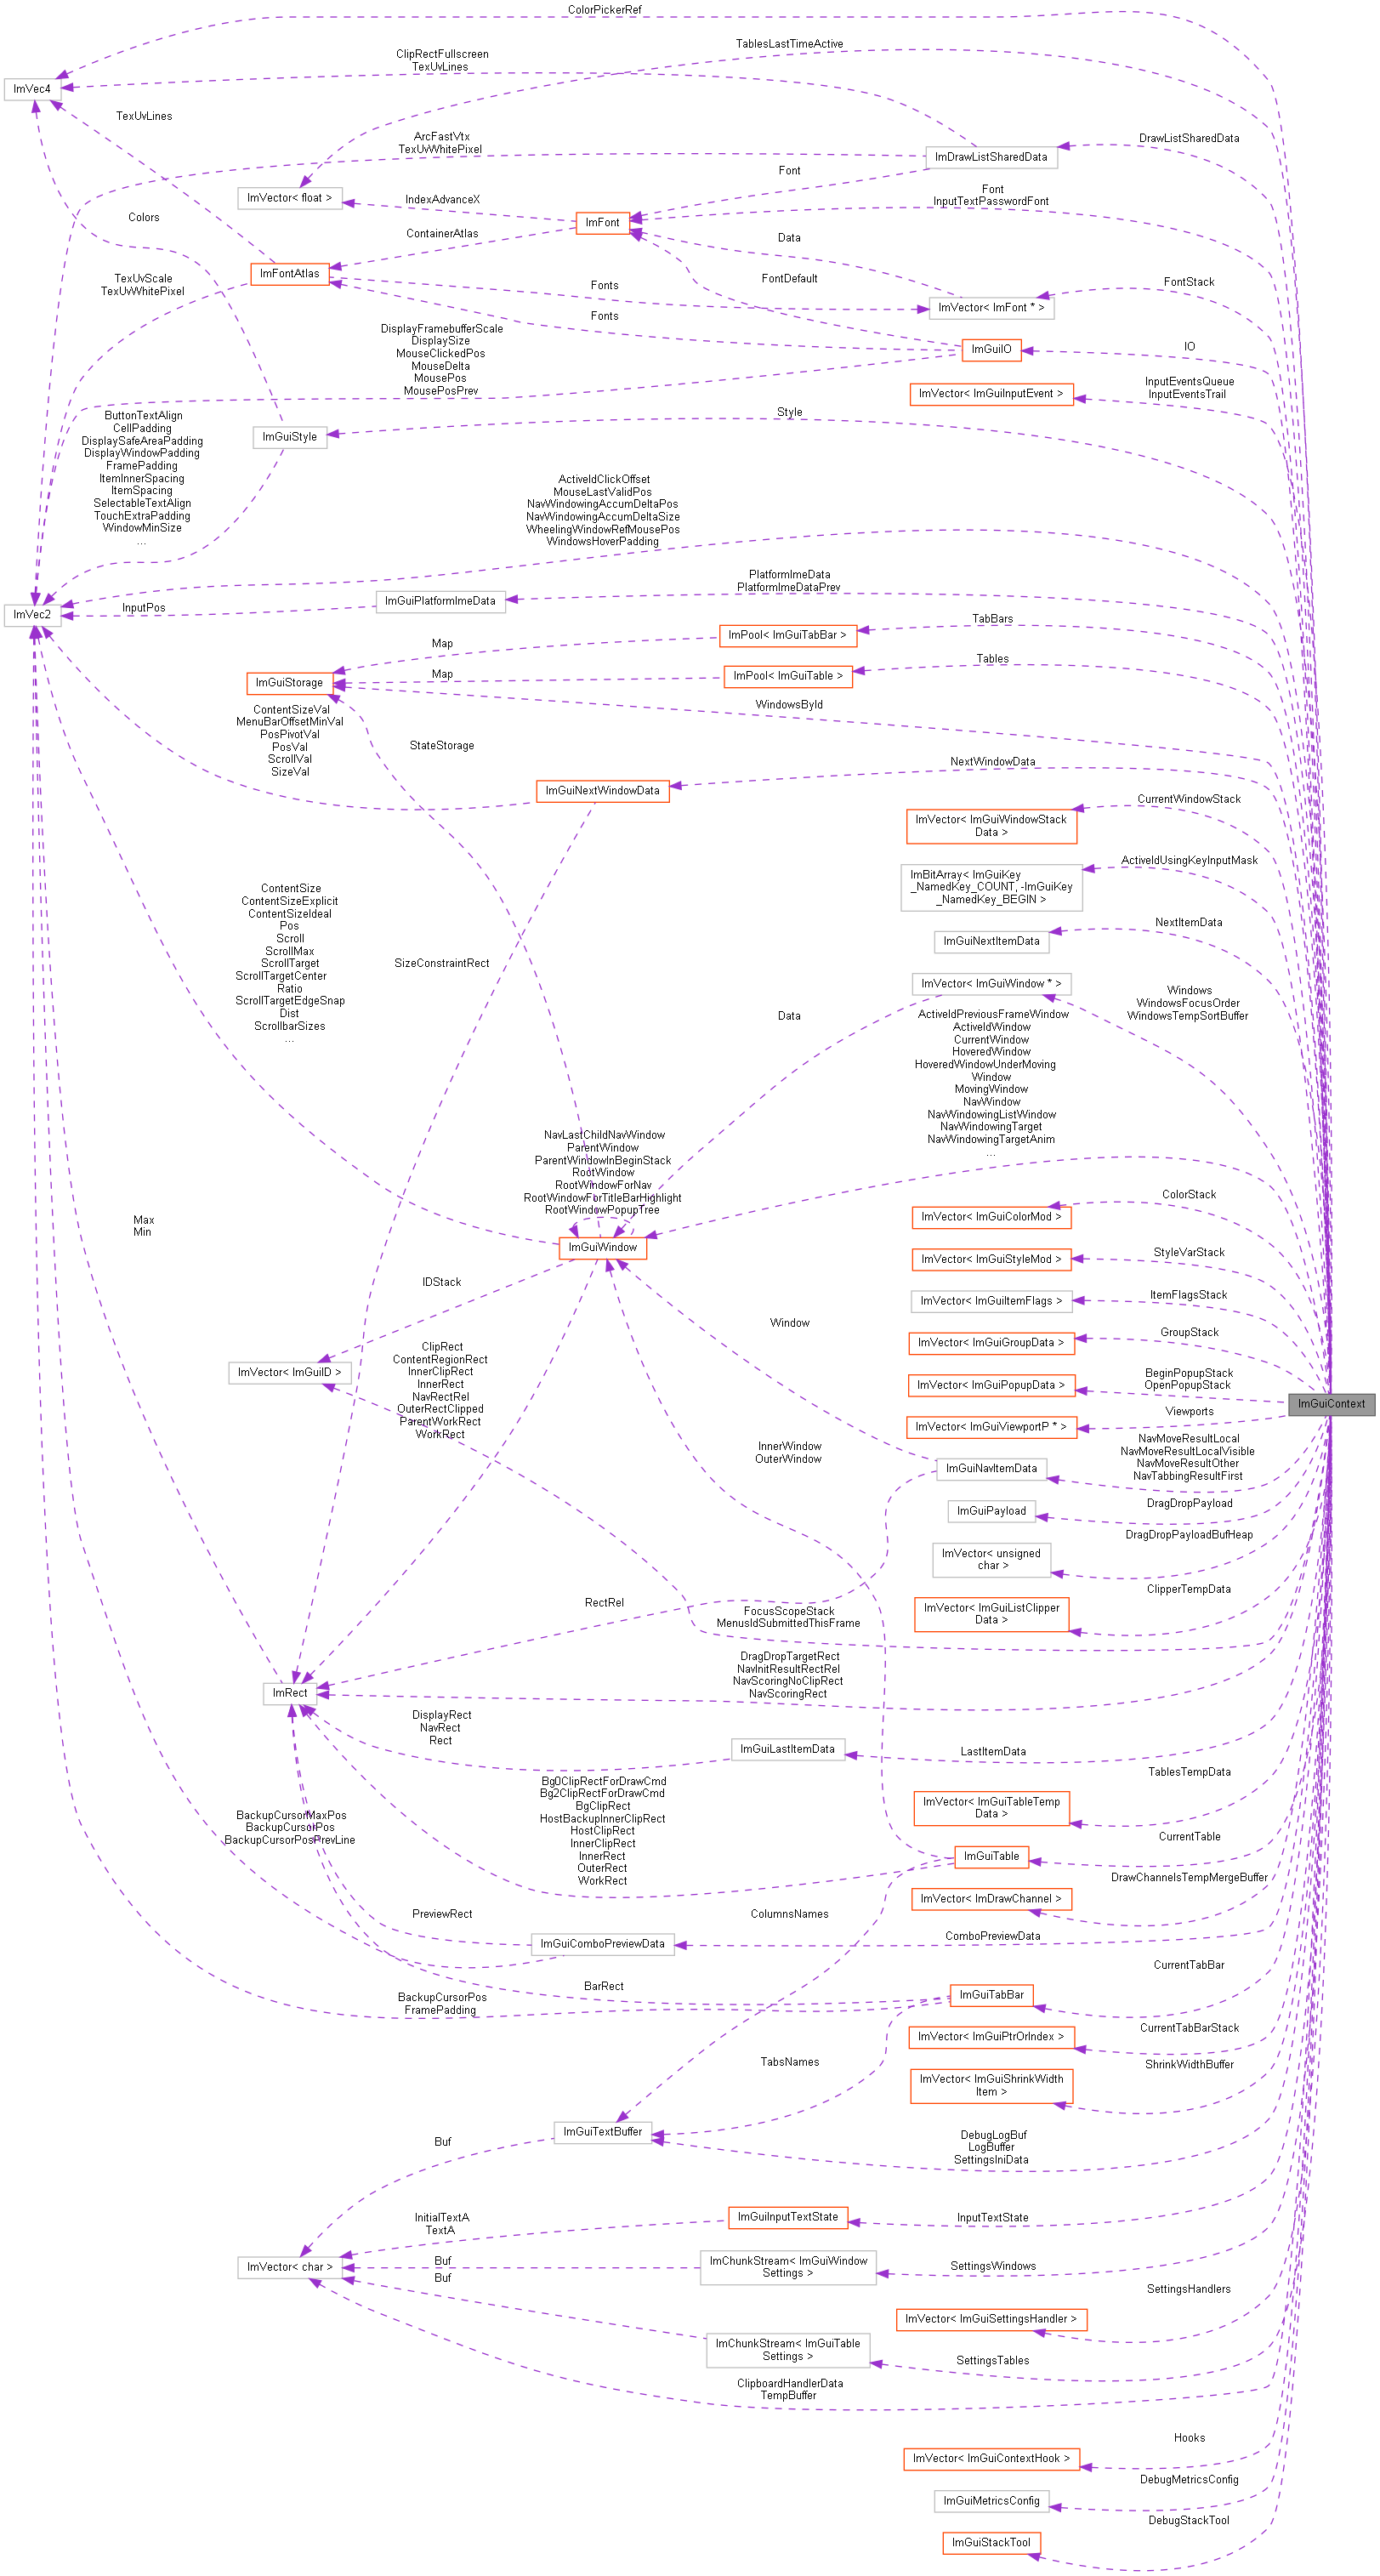 ColorPickerRef
TablesLastTimeActive
ClipRectFullscreen
TexUvLines
ImVec4
TexUvLines
ArcFastVtx
TexUvWhitePixel
DrawListSharedData
ImDrawListSharedData
Font
Font
InputTextPasswordFont
ImVector< float >
IndexAdvanceX
ImFont
Colors
ContainerAtlas
Data
ImFontAtlas
TexUvScale
TexUvWhitePixel
Fonts
FontDefault
FontStack
ImVector< ImFont * >
Fonts
DisplayFramebufferScale
DisplaySize
MouseClickedPos
MouseDelta
MousePos
MousePosPrev
ImGuiIO
IO
InputEventsQueue
InputEventsTrail
ImVector< ImGuiInputEvent >
Style
ImGuiStyle
ButtonTextAlign
CellPadding
DisplaySafeAreaPadding
DisplayWindowPadding
FramePadding
ItemInnerSpacing
ItemSpacing
SelectableTextAlign
TouchExtraPadding
WindowMinSize
...
ActiveIdClickOffset
MouseLastValidPos
NavWindowingAccumDeltaPos
NavWindowingAccumDeltaSize
WheelingWindowRefMousePos
WindowsHoverPadding
PlatformImeData
PlatformImeDataPrev
ImGuiPlatformImeData
InputPos
ImVec2
TabBars
ImPool< ImGuiTabBar >
Map
Tables
ImPool< ImGuiTable >
Map
ImGuiStorage
WindowsById
ContentSizeVal
MenuBarOffsetMinVal
PosPivotVal
PosVal
ScrollVal
SizeVal
StateStorage
NextWindowData
ImGuiNextWindowData
CurrentWindowStack
ImVector< ImGuiWindowStack
Data >
ActiveIdUsingKeyInputMask
ImBitArray< ImGuiKey
_NamedKey_COUNT, -ImGuiKey
_NamedKey_BEGIN >
NextItemData
ImGuiNextItemData
ContentSize
ContentSizeExplicit
ContentSizeIdeal
Pos
Scroll
ScrollMax
ScrollTarget
ScrollTargetCenter
Ratio
ScrollTargetEdgeSnap
Dist
ScrollbarSizes
...
SizeConstraintRect
ImVector< ImGuiWindow * >
Windows
WindowsFocusOrder
WindowsTempSortBuffer
Data
ActiveIdPreviousFrameWindow
ActiveIdWindow
CurrentWindow
HoveredWindow
HoveredWindowUnderMoving
Window
MovingWindow
NavWindow
NavWindowingListWindow
NavWindowingTarget
NavWindowingTargetAnim
...
NavLastChildNavWindow
ParentWindow
ParentWindowInBeginStack
RootWindow
RootWindowForNav
RootWindowForTitleBarHighlight
RootWindowPopupTree
Max
Min
ImGuiWindow
ColorStack
ImVector< ImGuiColorMod >
StyleVarStack
ImVector< ImGuiStyleMod >
IDStack
ItemFlagsStack
ImVector< ImGuiItemFlags >
Window
GroupStack
ImVector< ImGuiGroupData >
ClipRect
ContentRegionRect
InnerClipRect
InnerRect
NavRectRel
OuterRectClipped
ParentWorkRect
WorkRect
ImVector< ImGuiID >
BeginPopupStack
OpenPopupStack
ImVector< ImGuiPopupData >
ImGuiContext
Viewports
ImVector< ImGuiViewportP * >
InnerWindow
OuterWindow
NavMoveResultLocal
NavMoveResultLocalVisible
NavMoveResultOther
NavTabbingResultFirst
ImGuiNavItemData
DragDropPayload
ImGuiPayload
DragDropPayloadBufHeap
ImVector< unsigned
char >
ClipperTempData
ImVector< ImGuiListClipper
Data >
RectRel
FocusScopeStack
MenusIdSubmittedThisFrame
DragDropTargetRect
NavInitResultRectRel
NavScoringNoClipRect
NavScoringRect
ImRect
DisplayRect
NavRect
Rect
ImGuiLastItemData
LastItemData
Bg0ClipRectForDrawCmd
Bg2ClipRectForDrawCmd
BgClipRect
HostBackupInnerClipRect
HostClipRect
InnerClipRect
InnerRect
OuterRect
WorkRect
TablesTempData
ImVector< ImGuiTableTemp
Data >
BackupCursorMaxPos
BackupCursorPos
BackupCursorPosPrevLine
CurrentTable
ImGuiTable
DrawChannelsTempMergeBuffer
ImVector< ImDrawChannel >
PreviewRect
ColumnsNames
ImGuiComboPreviewData
ComboPreviewData
BarRect
CurrentTabBar
ImGuiTabBar
BackupCursorPos
FramePadding
CurrentTabBarStack
ImVector< ImGuiPtrOrIndex >
TabsNames
ShrinkWidthBuffer
ImVector< ImGuiShrinkWidth
Item >
ImGuiTextBuffer
Buf
DebugLogBuf
LogBuffer
SettingsIniData
InitialTextA
TextA
ImGuiInputTextState
InputTextState
ImVector< char >
Buf
ImChunkStream< ImGuiWindow
Settings >
SettingsWindows
Buf
SettingsHandlers
ImVector< ImGuiSettingsHandler >
ImChunkStream< ImGuiTable
Settings >
SettingsTables
ClipboardHandlerData
TempBuffer
Hooks
ImVector< ImGuiContextHook >
DebugMetricsConfig
ImGuiMetricsConfig
DebugStackTool
ImGuiStackTool